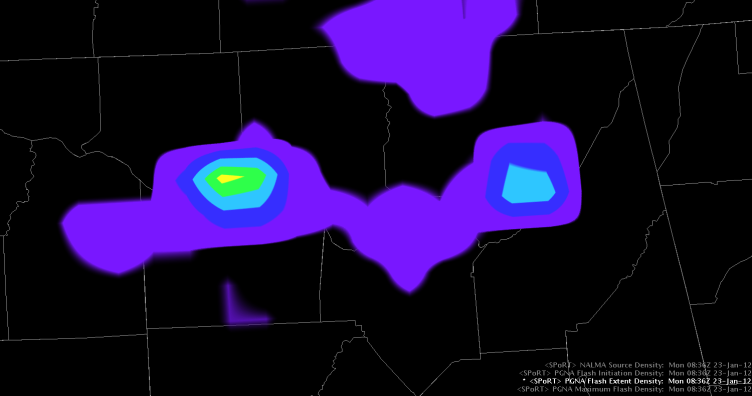 <SPoRT> NALMA Source Density: Mon 08:36Z 23-Jan-12
<SPoRT> PGNA Flash Initiation Density: Mon 08:36Z 23-Jan-12
* <SPoRT> PGNA Flash Extent Density: Mon 08:36Z 23-Jan-12
<SPoRT> PGNA Maximum Flash Density: Mon 08:36Z 23-Jan-12